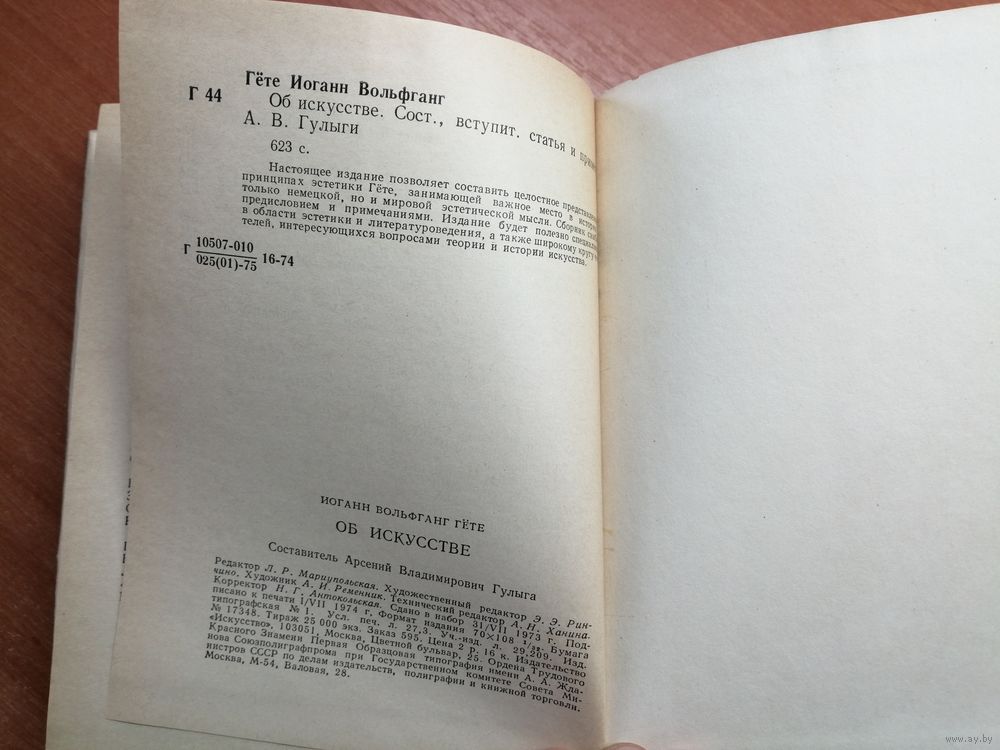 Гёте Иоганн Вольфганг
Г 44
Об искусстве. Сост., вступит. статья и
А. В. Гулыги
623 с.
Настоящее издание позволяет составить целостное
принципах эстетики Гёте, занимающей важное место в
только немецкой, но и мировой эстетической мысли. Сборник
предисловием и примечаниями. Издание будет полезно
в области эстетики и литературоведения, а также широкому кругу
телей, интересующихся вопросами теории и истории искусства.
Г 10507-010
025(01)-75 16-74
ИОГАНН ВОЛЬФГАНГ ГЁТЕ
ОБ ИСКУССТВЕ
Составитель Арсений Владимирович Гулыга
Редактор Л. Р. Мариупольская. Художественный редактор Э. Э. Рин-
чино. Художник А. И. Ременник. Технический редактор А. Н. Ханина.
Корректор Н. Г. Антокольская. Сдано в набор 31/VII 1973 г. Под-
писано к печати 1/VII 1974 г. Формат издания 70×108 1/32. Бумага
типографская № 1. Усл. печ. л. 27,3. Уч.-изд. л. 29,209. Изд.
№ 17348. Тираж 25 000 экз. Заказ 595. Цена 2 р. 16 к. Издательство
«Искусство», 103051, Москва, Цветной бульвар, 25. Ордена Трудового
Красного Знамени Первая Образцовая типография имени А. А. Жда-
нова Союзполиграфпрома при Государственном комитете Совета Ми-
нистров СССР по делам издательств, полиграфии и книжной торговли.
Москва, М-54, Валовая, 28.
www.ay.by